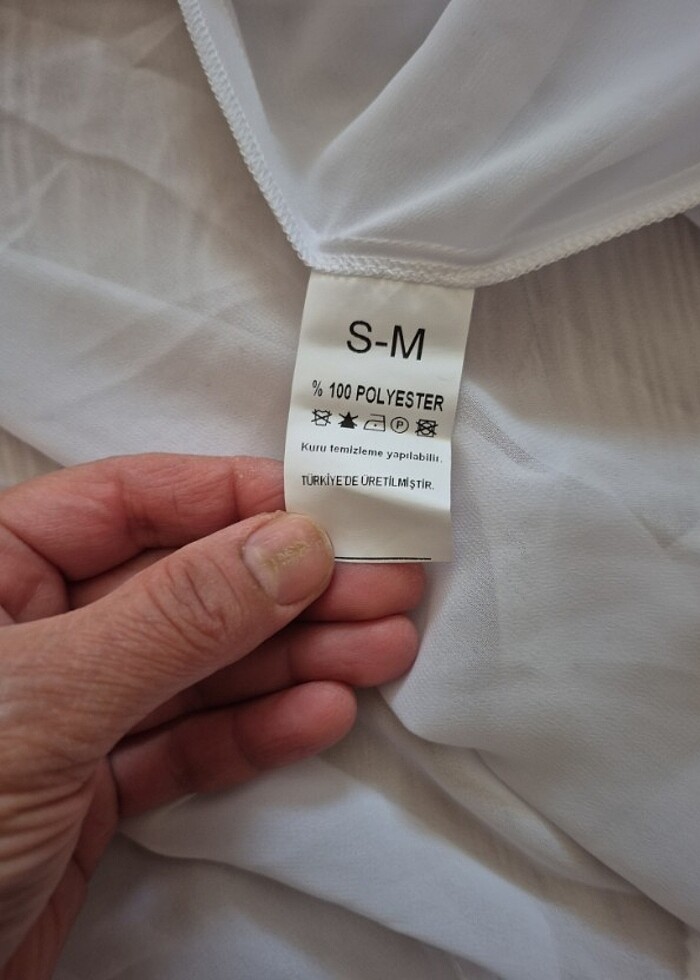 S-M
% 100 POLYESTER
P
Kuru temizleme yapılabilir.
TÜRKİYE'DE ÜRETİLMİŞTİR.